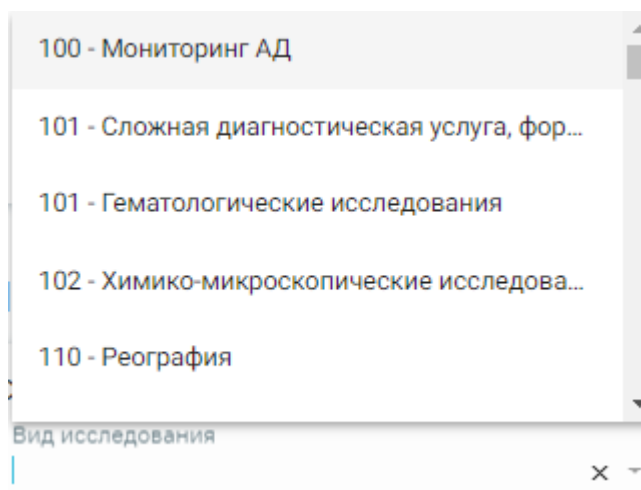 100 - Мониторинг АД
101 - Сложная диагностическая услуга, фор...
101 - Гематологические исследования
102 - Химико-микроскопические исследова...
110 - Реография
Вид исследования